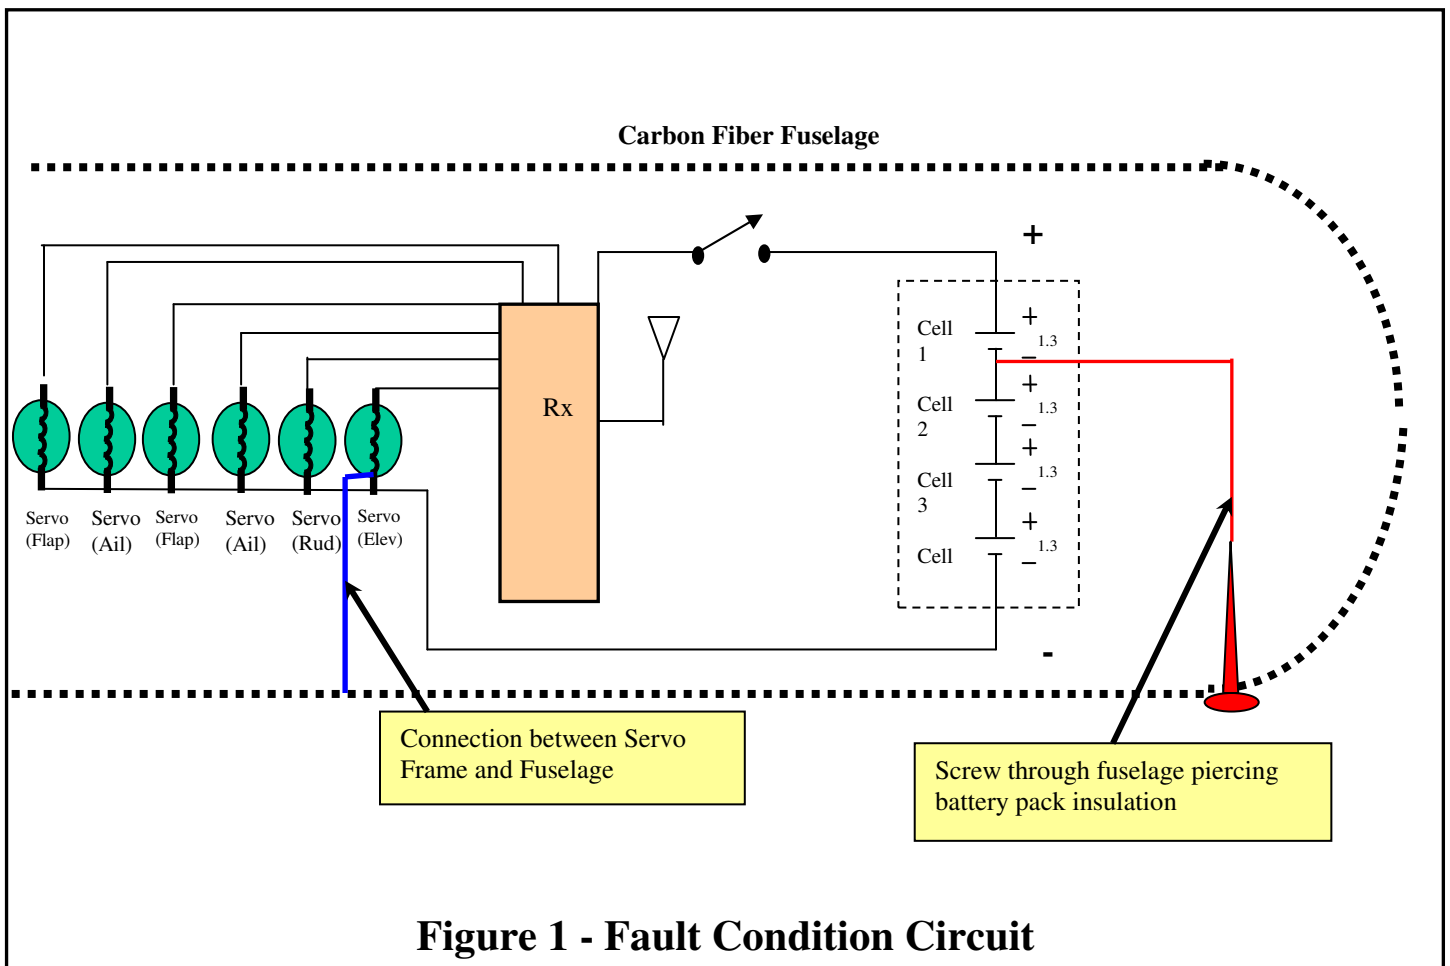 Carbon Fiber Fuselage
+
Cell
1
+
1.3
–
Cell
2
+
1.3
–
Cell
3
+
1.3
–
Cell
+
1.3
–
-
Rx
Servo
(Flap)
Servo
(Ail)
Servo
(Flap)
Servo
(Ail)
Servo
(Rud)
Servo
(Elev)
Connection between Servo
Frame and Fuselage
Screw through fuselage piercing
battery pack insulation
Figure 1 - Fault Condition Circuit